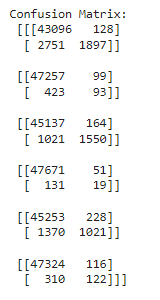 Confusion Matrix:
[[[43096 128]
[ 2751 1897]]
[[47257 99]
[ 423 93]]
[[45137 164]
[ 1021 1550]]
[[47671 51]
[ 131 19]]
[[45253 228]
[ 1370 1021]]
[[47324 116]
[ 310 122]]]